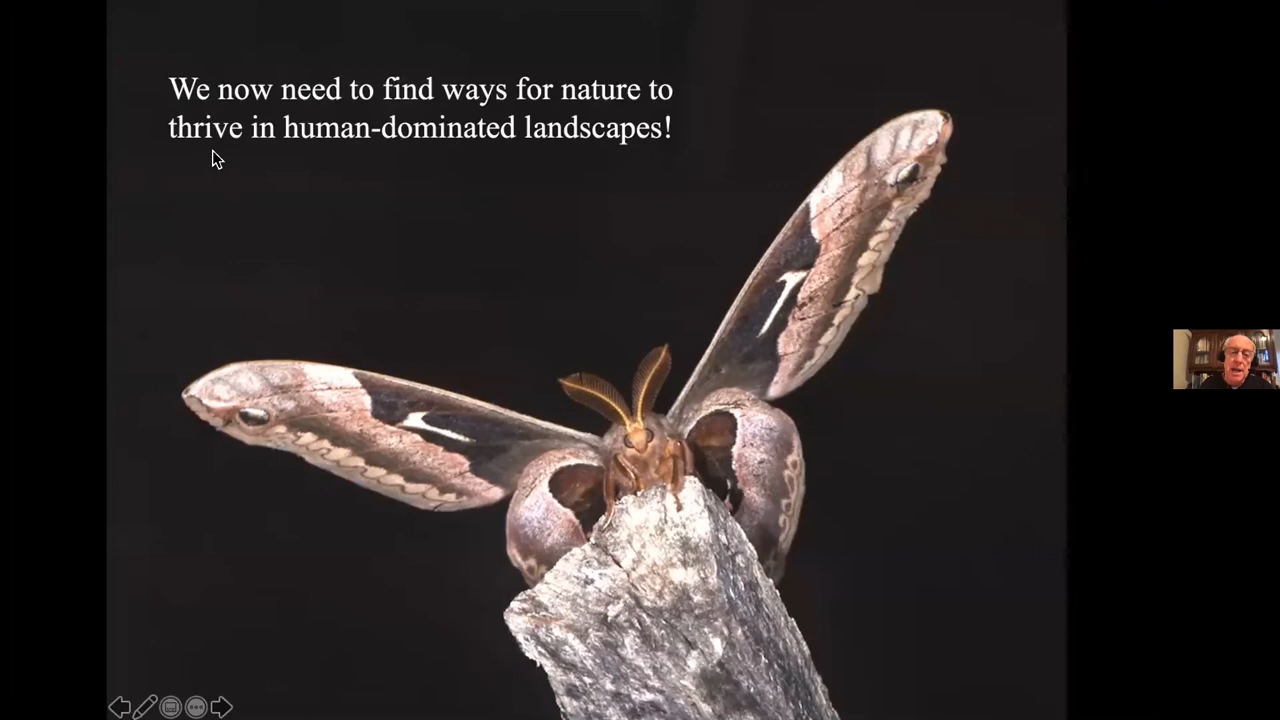 We now need to find ways for nature to
thrive in human-dominated landscapes!